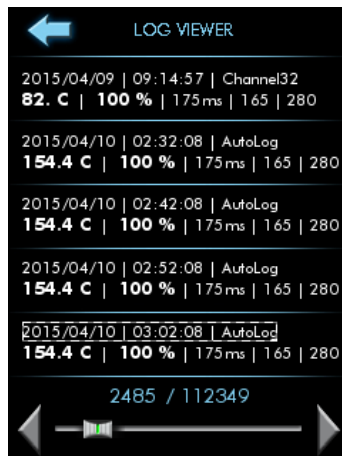 LOG VIEWER
2015/04/09 | 09:14:57 | Channel32
82. C | 100 % | 175ms | 165 | 280
2015/04/10 | 02:32:08 | AutoLog
154.4 C | 100 % | 175ms | 165 | 280
2015/04/10 | 02:42:08 | AutoLog
154.4 C | 100 % | 175ms | 165 | 280
2015/04/10 | 02:52:08 | AutoLog
154.4 C | 100 % | 175ms | 165 | 280
2015/04/10 | 03:02:08 | AutoLog
154.4 C | 100 % | 175ms | 165 | 280
2485 / 112349